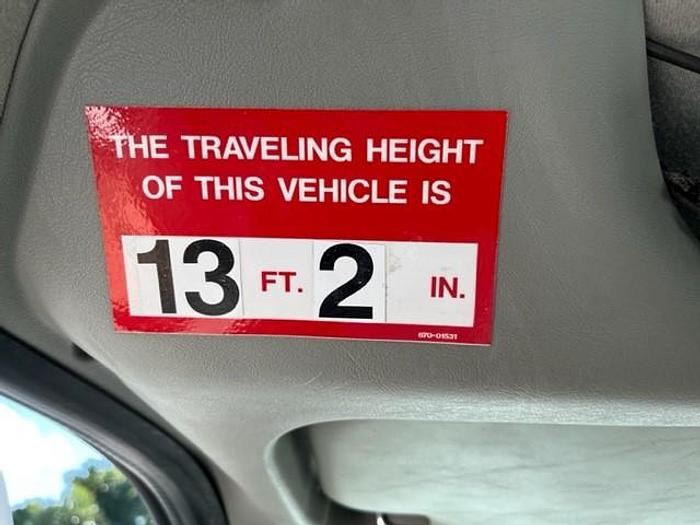 THE TRAVELING HEIGHT
OF THIS VEHICLE IS
13 FT. 2 IN.
670-01531